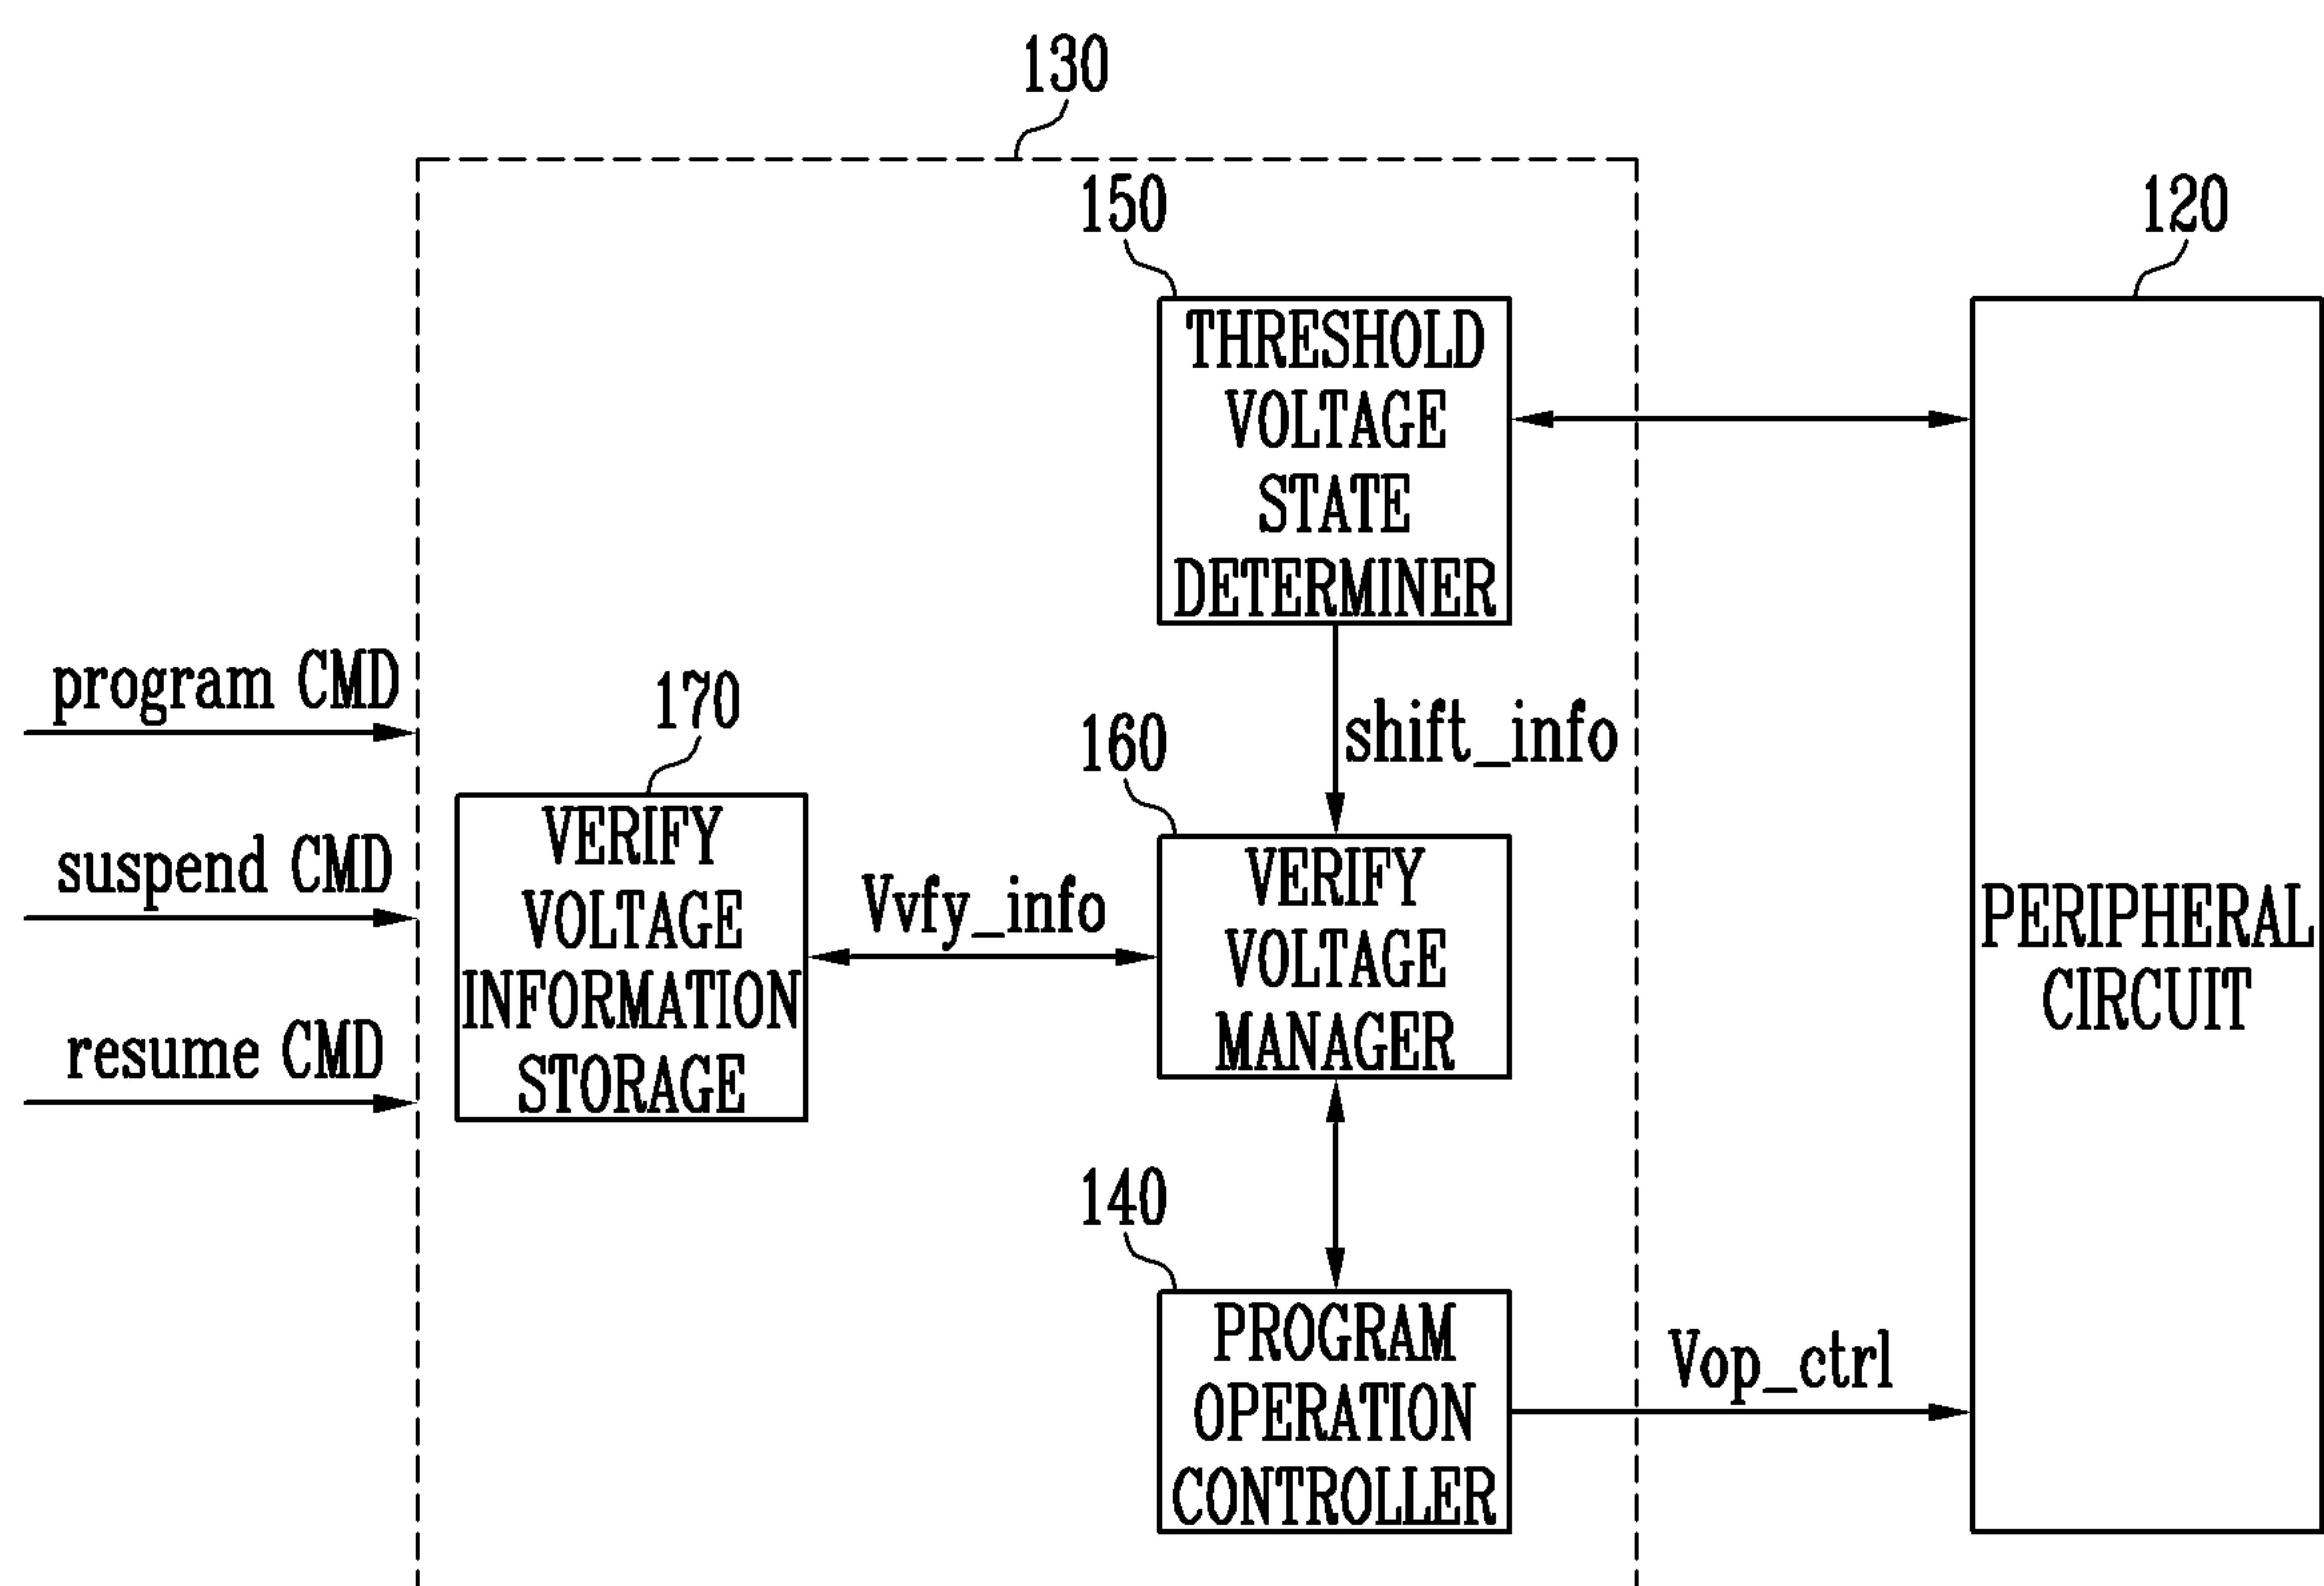 130
150
120
THRESHOLD
VOLTAGE
STATE
DETERMINER
program CMD
170
shift_info
160
VERIFY
VOLTAGE
INFORMATION
STORAGE
suspend CMD
Vvfy_info
VERIFY
VOLTAGE
MANAGER
PERIPHERAL
CIRCUIT
resume CMD
140
PROGRAM
OPERATION
CONTROLLER
Vop_ctrl